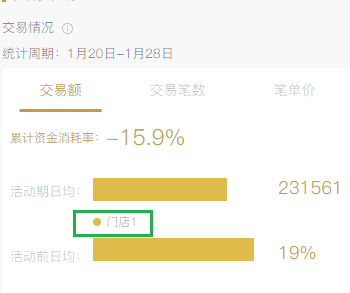 交易情况
统计周期：1月20日-1月28日
交易额 交易笔数 笔单价
累计资金消耗率：-15.9%
活动期日均： 231561
门店1
活动前日均： 19%